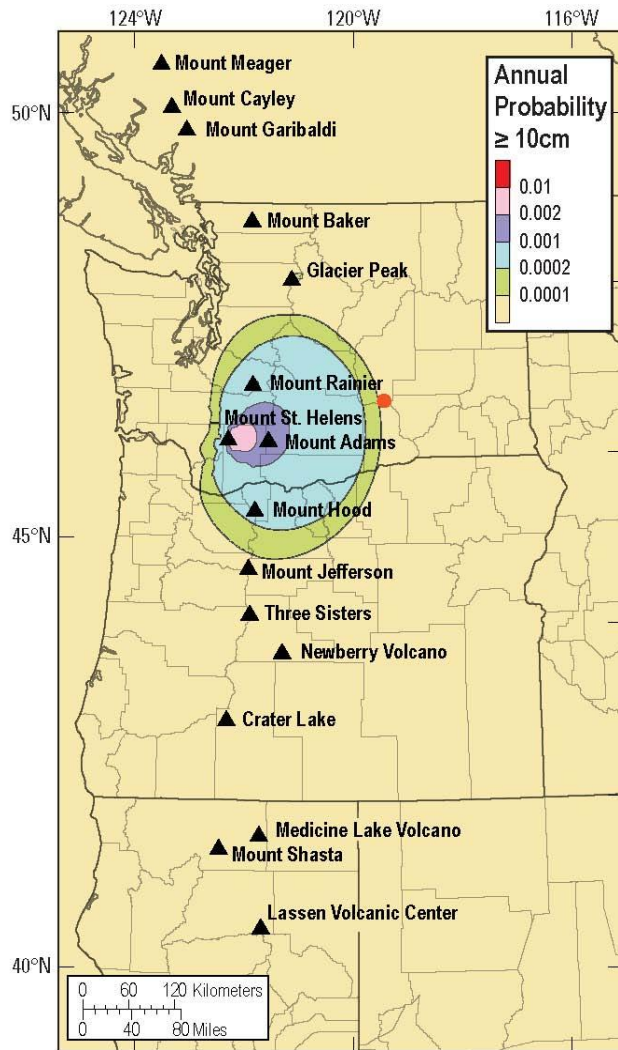 124°W 120°W 116°W
Mount Meager
Mount Cayley
50°N
Mount Garibaldi
Annual
Probability
≥ 10cm
0.01
0.002
0.001
0.0002
0.0001
Mount Baker
Glacier Peak
Mount Rainier
Mount St. Helens
Mount Adams
Mount Hood
45°N
Mount Jefferson
Three Sisters
Newberry Volcano
Crater Lake
Medicine Lake Volcano
Mount Shasta
Lassen Volcanic Center
40°N
0 60 120 Kilometers
0 40 80 Miles